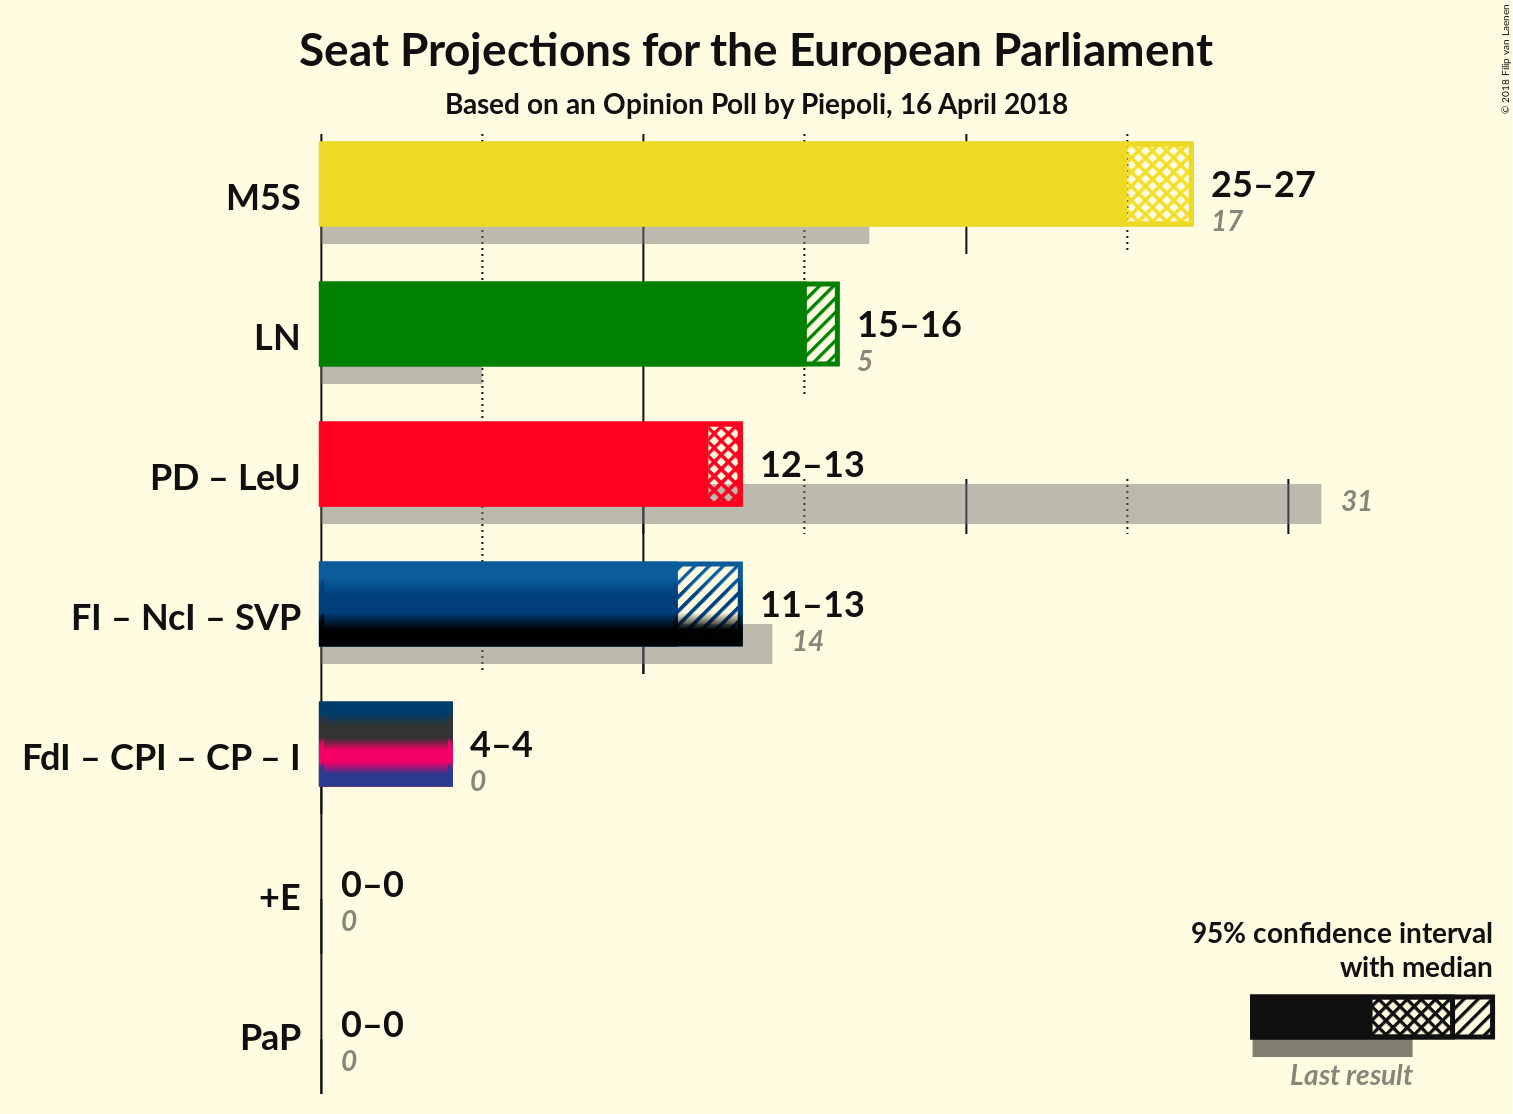 Seat Projections for the European Parliament
Based on an Opinion Poll by Piepoli, 16 April 2018
© 2018 Filip van Laenen
M5S
25–27
17
LN
15–16
5
PD – LeU
12–13
31
FI – NcI – SVP
11–13
14
FdI – CPI – CP – I
4–4
0
+E
0–0
0
PaP
0–0
0
95% confidence interval
with median
Last result